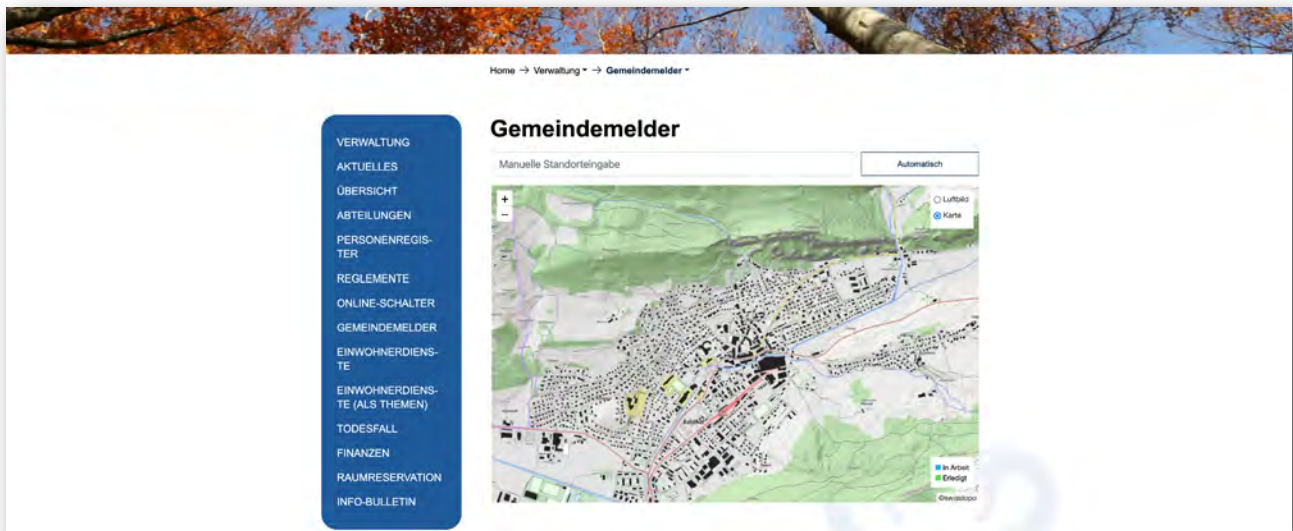 Home → Verwaltung → Gemeindemelder
VERWALTUNG
AKTUELLES
ÜBERSICHT
ABTEILUNGEN
PERSONENREGIS-
TER
REGLEMENTE
ONLINE-SCHALTER
GEMEINDEMELDER
EINWOHNERDIENS-
TE
EINWOHNERDIENS-
TE (ALS THEMEN)
TODESFALL
FINANZEN
RAUMRESERVATION
INFO-BULLETIN
Gemeindemelder
Manuelle Standorteingabe
Automatisch
+
−
Luftbild
Karte
In Arbeit
Erledigt
©swisstopo